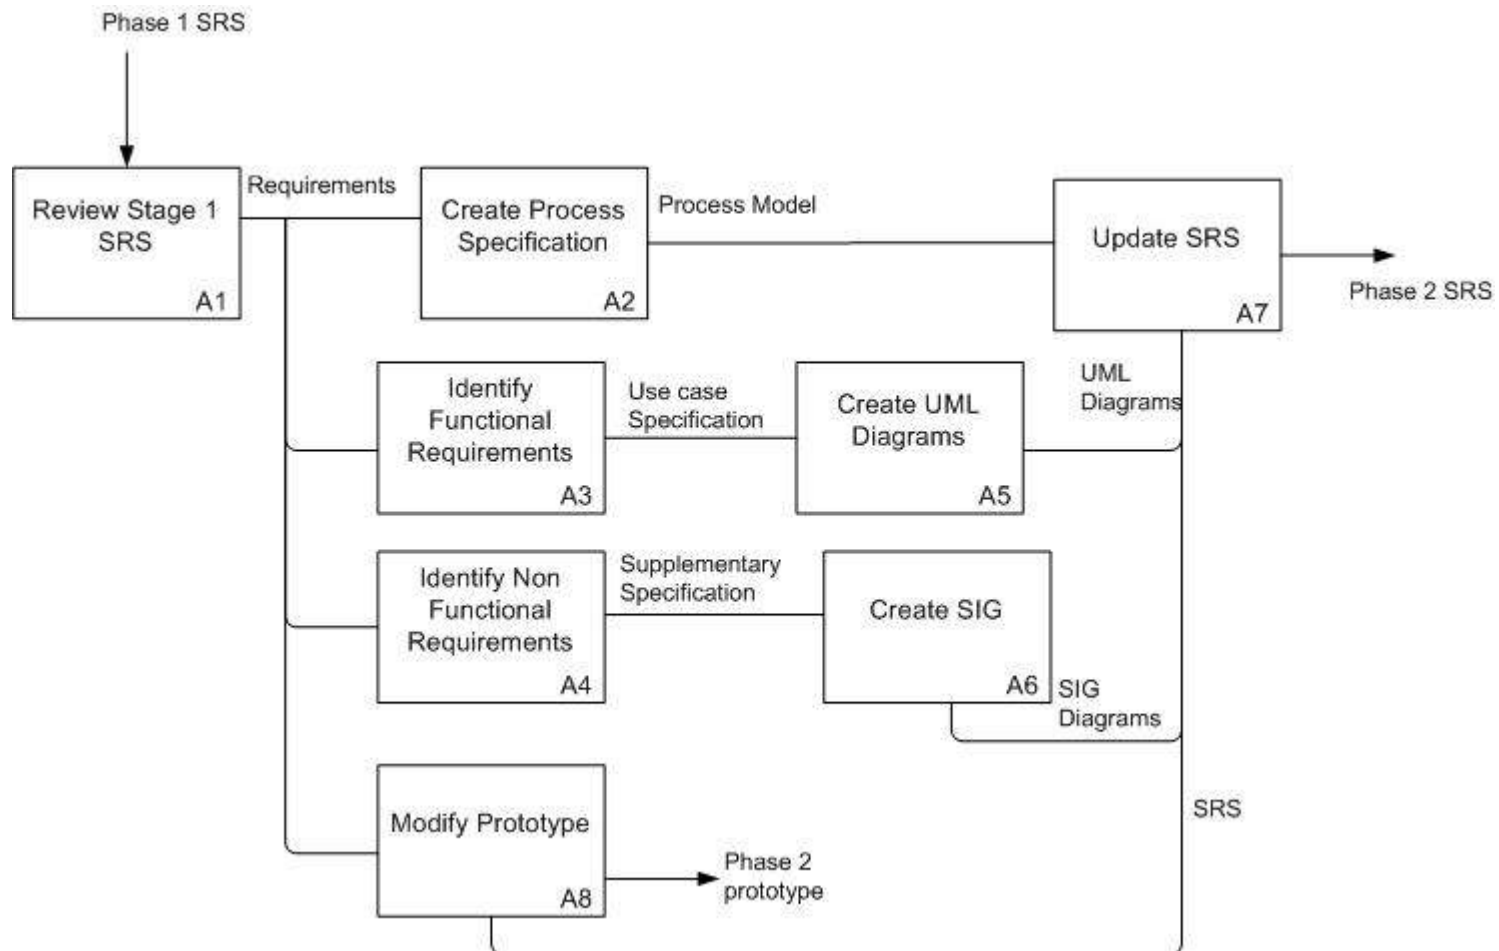 Phase 1 SRS
Review Stage 1
SRS
A1
Requirements
Create Process
Specification
A2
Process Model
Update SRS
A7
Phase 2 SRS
Identify
Functional
Requirements
A3
Use case
Specification
Create UML
Diagrams
A5
UML
Diagrams
Identify Non
Functional
Requirements
A4
Supplementary
Specification
Create SIG
A6
SIG
Diagrams
Modify Prototype
A8
Phase 2
prototype
SRS